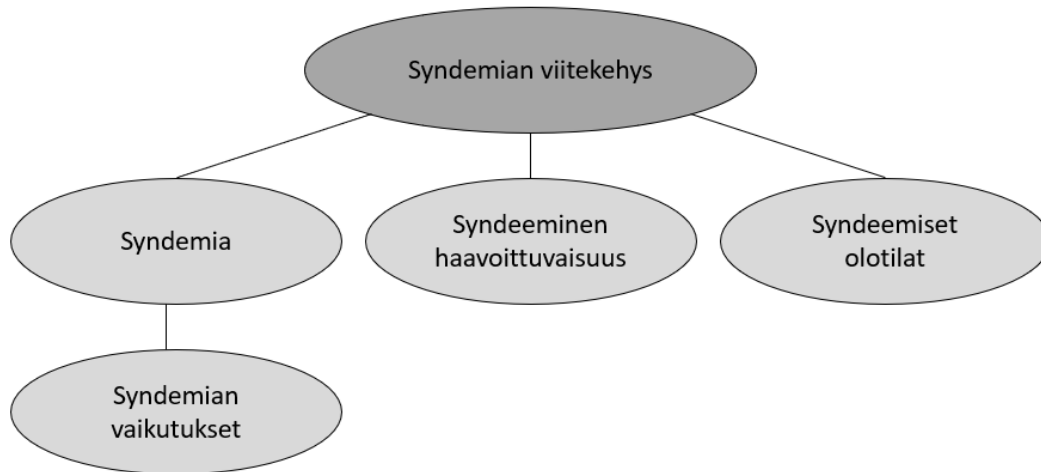 Syndemian viitekehys
Syndemia
Syndeeminen
haavoittuvaisuus
Syndeemiset
olotilat
Syndemian
vaikutukset